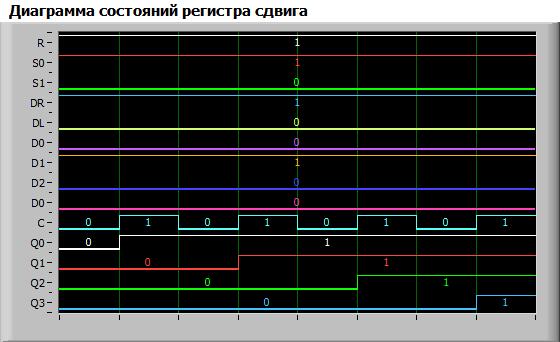 Диаграмма состояний регистра сдвига
R 1
S0 1
S1 0
DR 1
DL 0
D0 0
D1 1
D2 0
D0 0
C 0 1 0 1 0 1 0 1
Q0 0 1
Q1 0 1
Q2 0 1
Q3 0 1